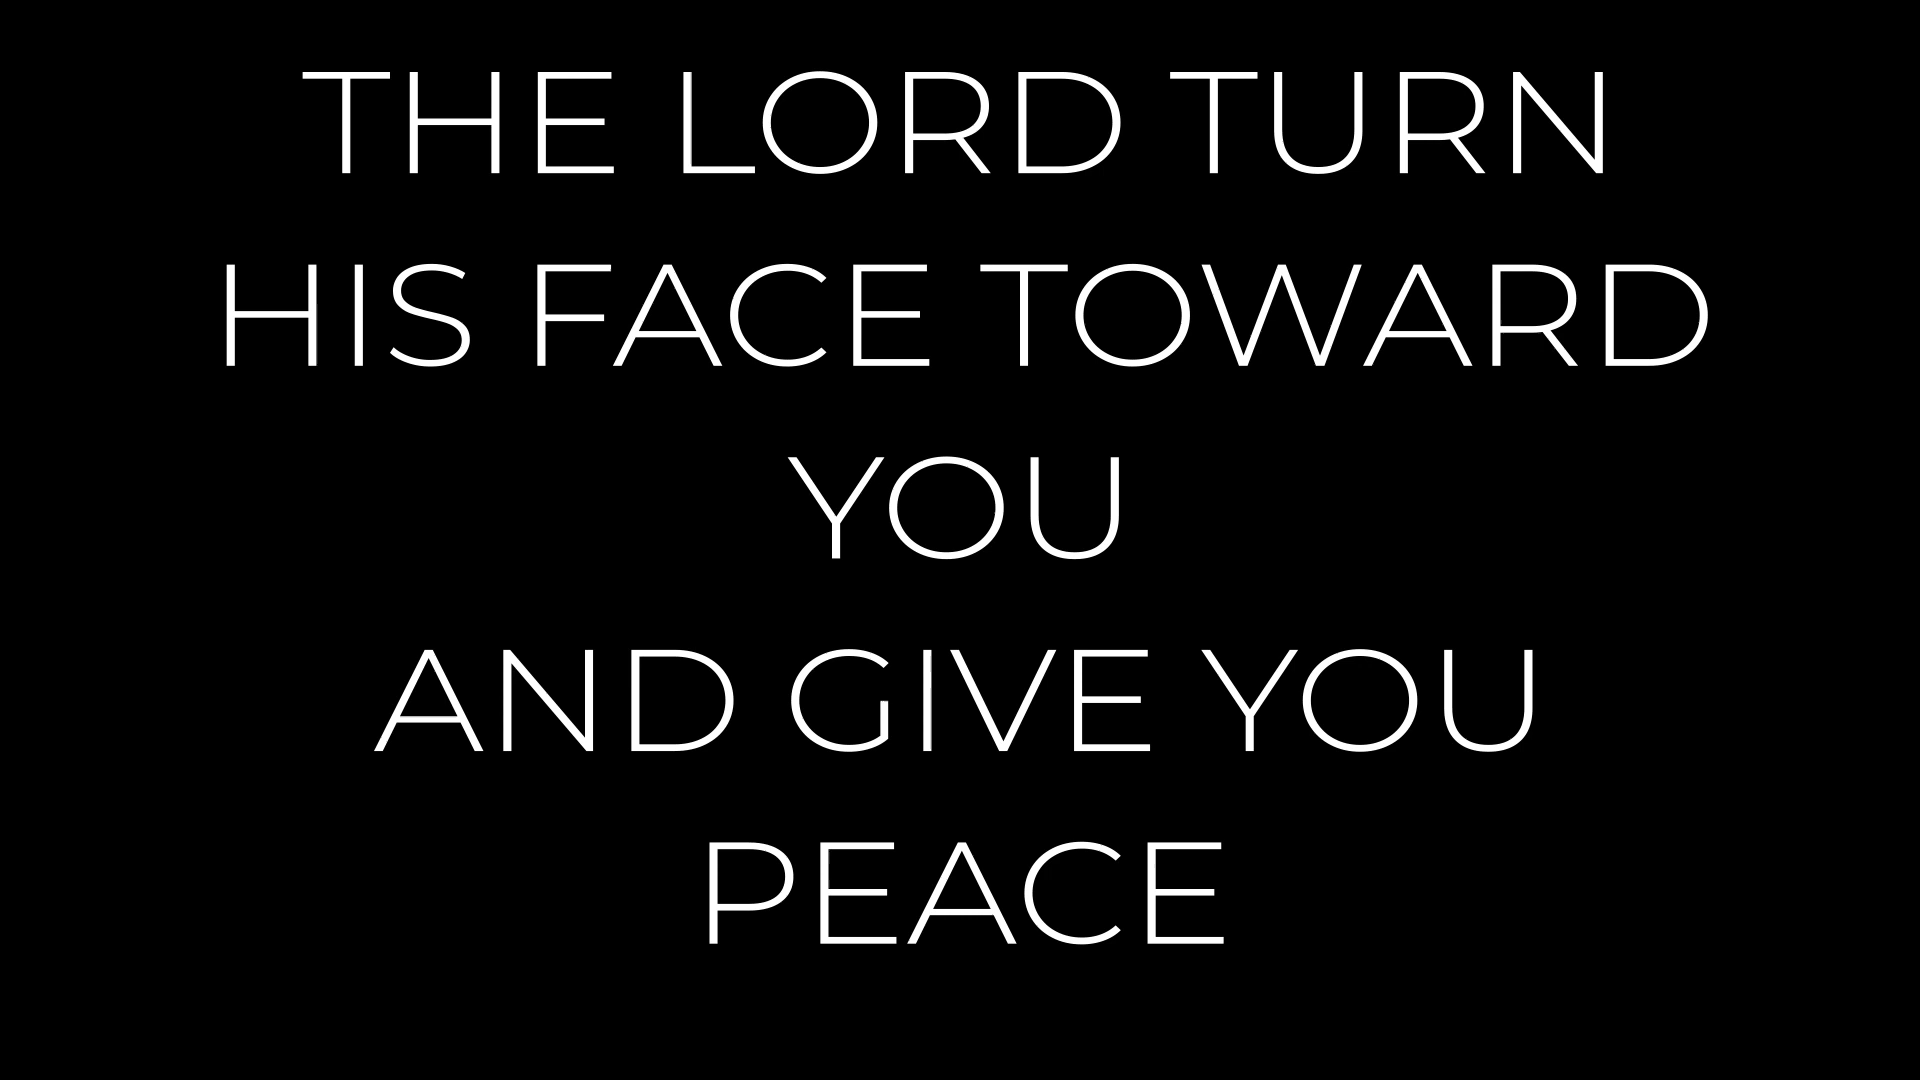 THE LORD TURN
HIS FACE TOWARD
YOU
AND GIVE YOU
PEACE